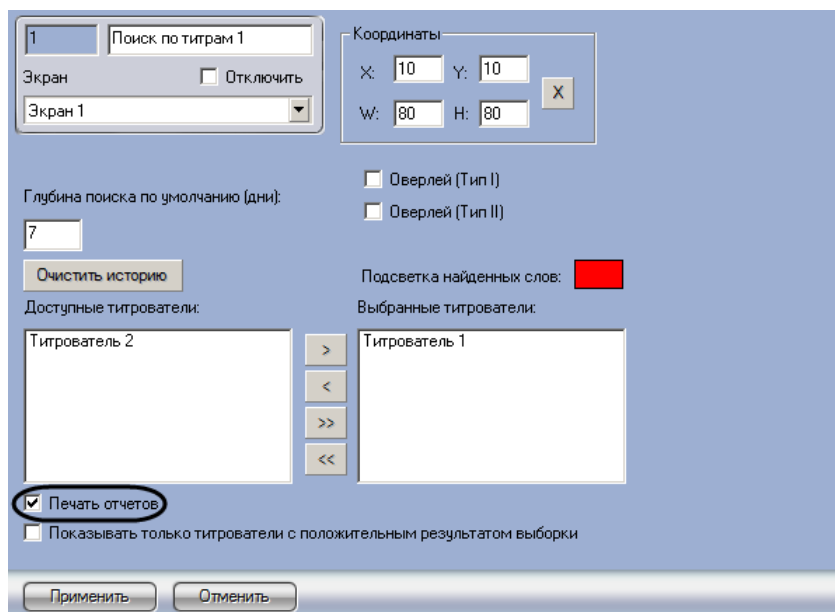 1 Поиск по титрам 1
Экран Отключить
Экран 1
Координаты
X: 10 Y: 10
X
W: 80 H: 80
Оверлей (Тип I)
Оверлей (Тип II)
Глубина поиска по умолчанию (дни):
7
Очистить историю
Подсветка найденных слов:
Доступные титрователи:
Выбранные титрователи:
Титрователь 2
Титрователь 1
>
<
>>
<<
Печать отчетов
Показывать только титрователи с положительным результатом выборки
Применить Отменить